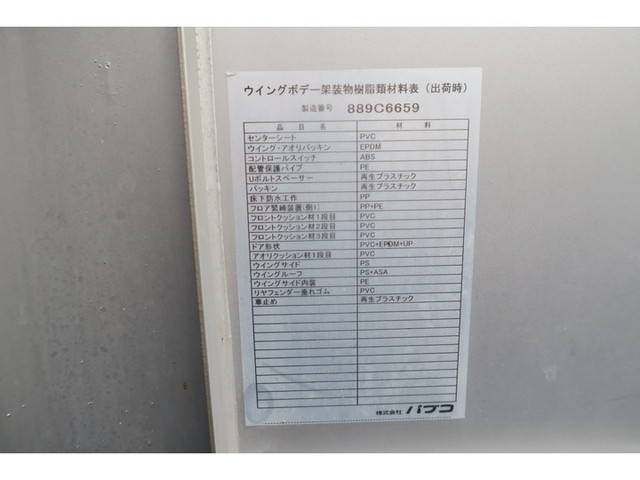 ウイングボデー架装物樹脂類材料表（出荷時）
製造番号 889C6659
品目名 材料
センターシート PVC
ウイング・アオリパッキン EPDM
コントロールスイッチ ABS
配管保護パイプ PE
Uボルトスペーサー 再生プラスチック
パッキン 再生プラスチック
床下防水工作 PP
フロア緊締装置(側1) PP+PE
フロントクッション材1段目 PVC
フロントクッション材2段目 PVC
フロントクッション材3段目 PVC
ドア形状 PVC+EPDM+UP
アオリクッション材1段目 PVC
ウイングサイド PS
ウイングルーフ PS+ASA
ウイングサイド内装 PE
リヤフェンダー垂れゴム PVC
車止め 再生プラスチック
株式会社 パブコ